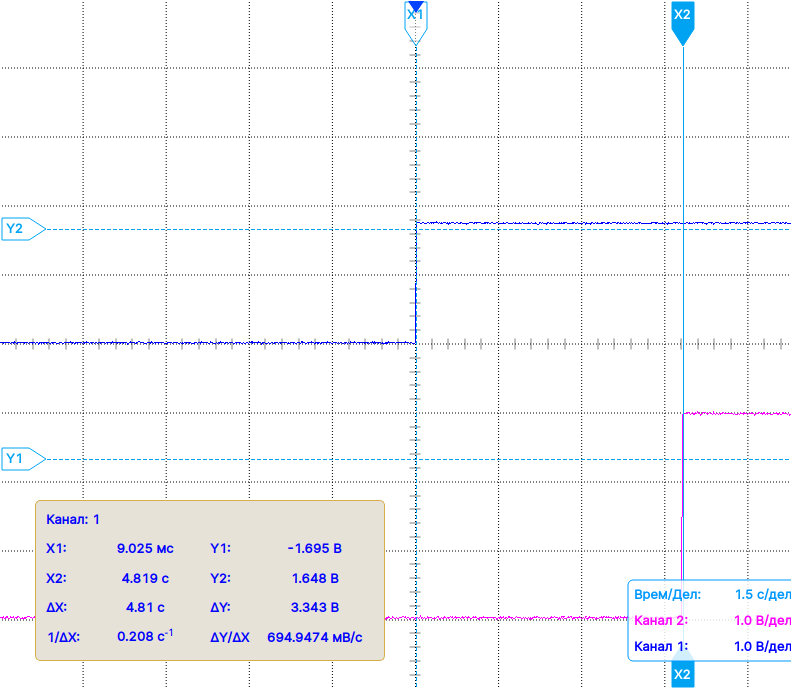 X1
X2
Y2
Y1
Канал: 1
X1: 9.025 мс Y1: -1.695 В
X2: 4.819 с Y2: 1.648 В
ΔX: 4.81 с ΔY: 3.343 В
1/ΔX: 0.208 с-1 ΔY/ΔX 694.9474 мВ/с
Врем/Дел: 1.5 с/дел
Канал 2: 1.0 В/дел
Канал 1: 1.0 В/дел
X2